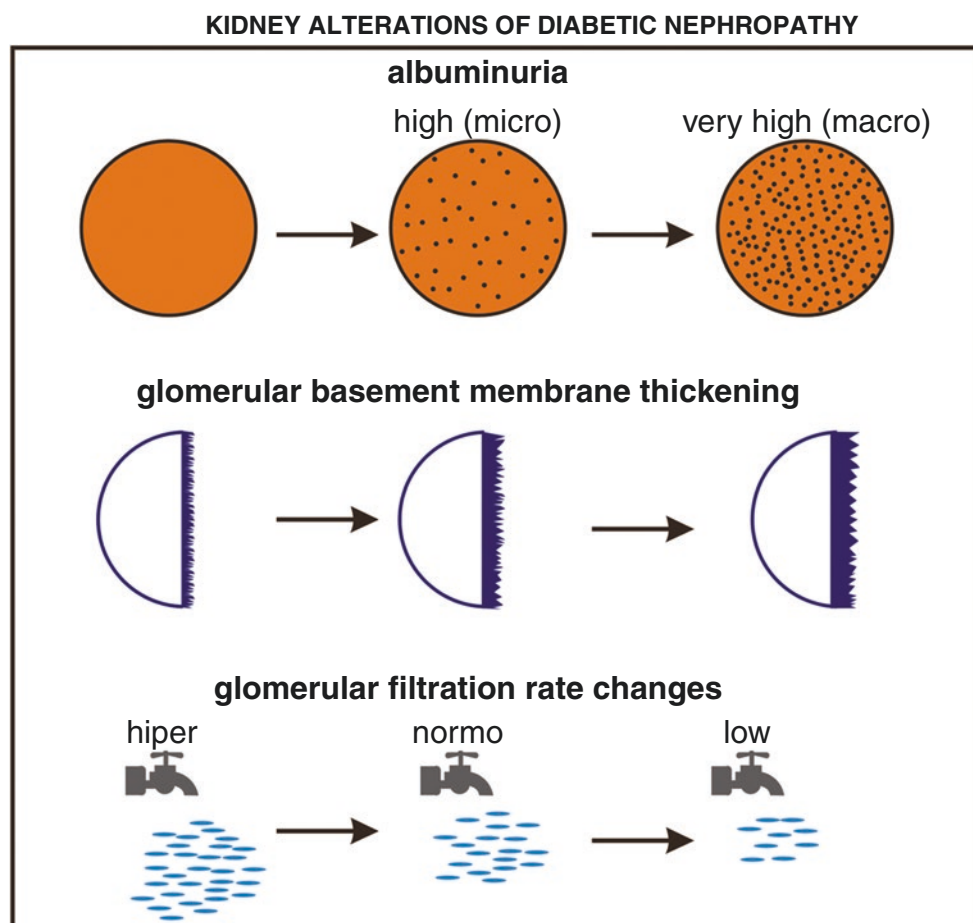 KIDNEY ALTERATIONS OF DIABETIC NEPHROPATHY
albuminuria
high (micro)
very high (macro)
glomerular basement membrane thickening
glomerular filtration rate changes
hiper
normo
low